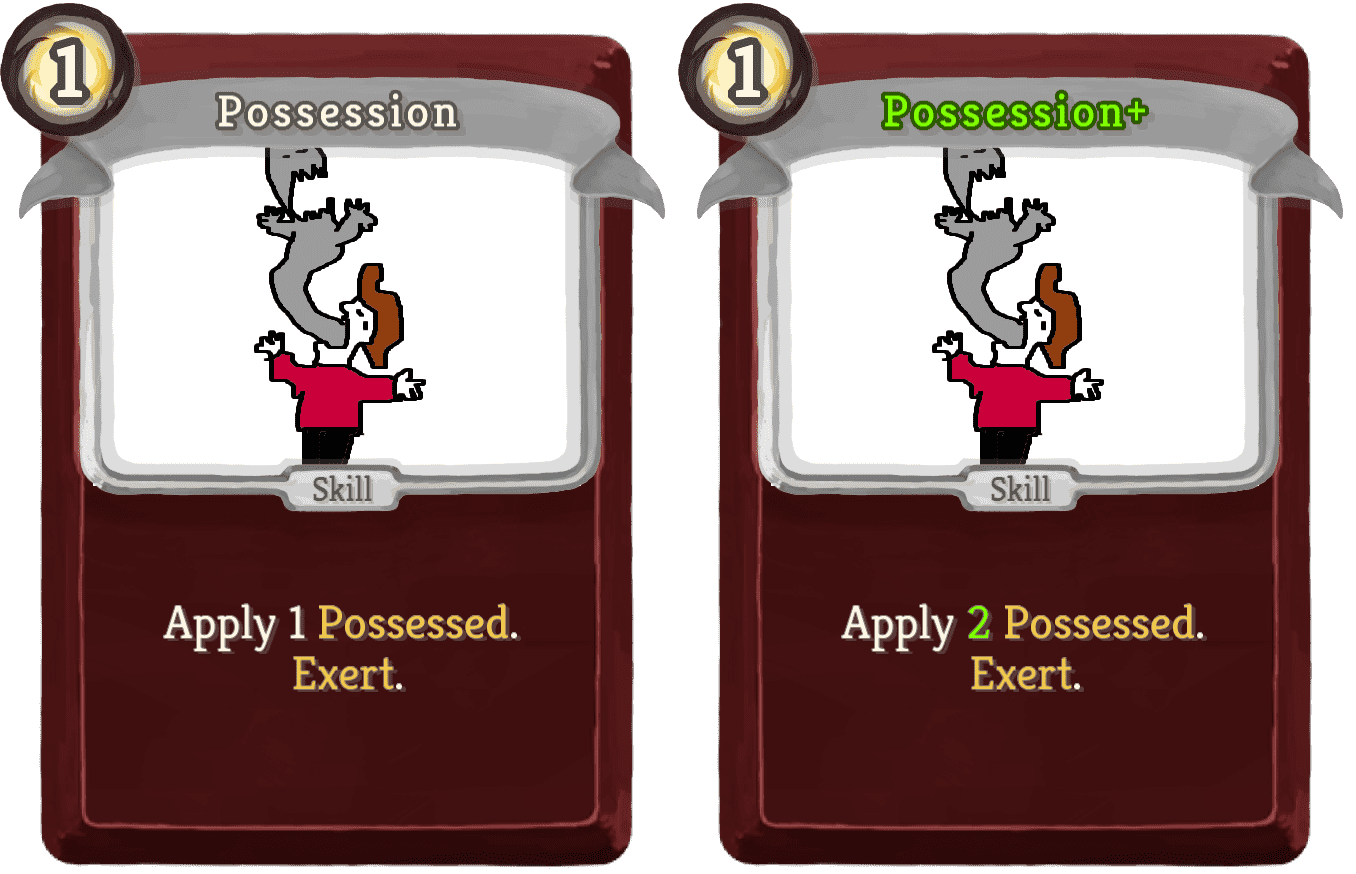 1
Possession
Skill
Apply 1 Possessed.
Exert.
1
Possession+
Skill
Apply 2 Possessed.
Exert.